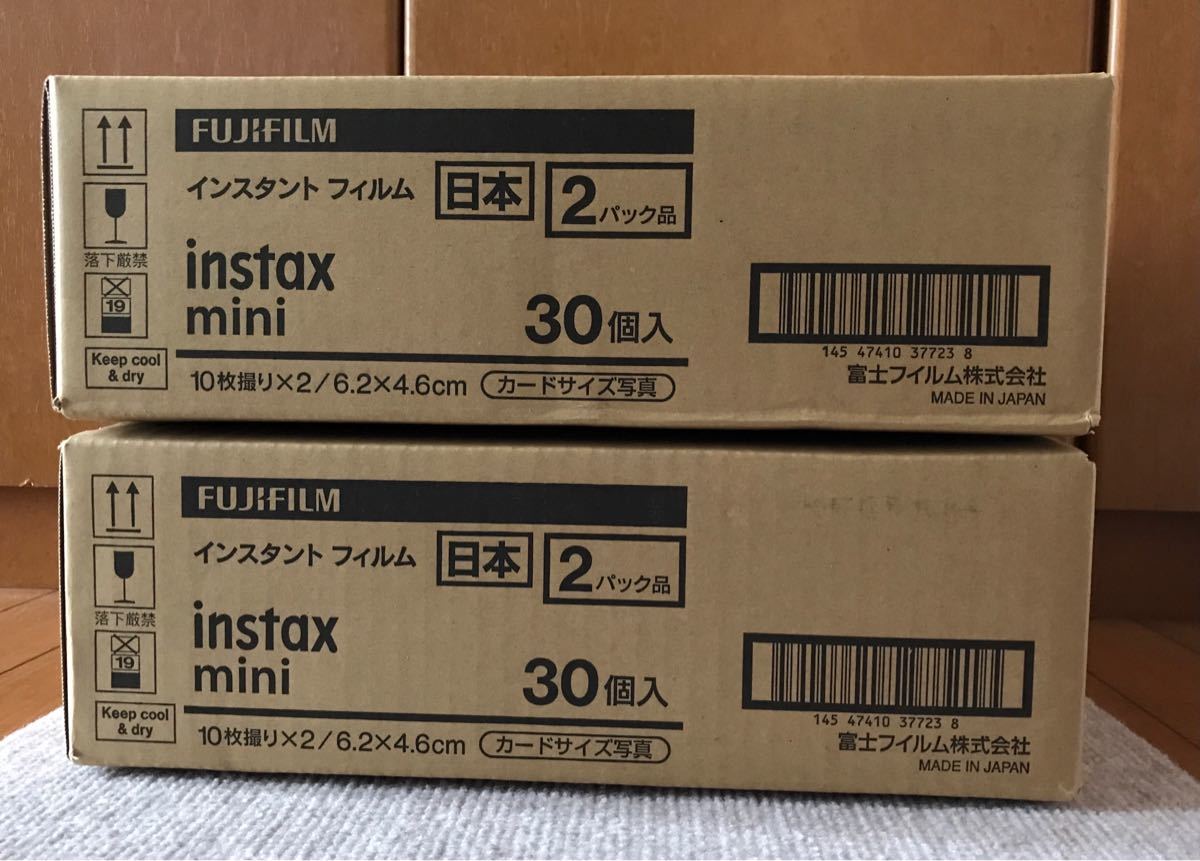 FUJIFILM
インスタント フィルム 日本 2パック品
落下厳禁
instax
19
mini
30個入
Keep cool
& dry
10枚撮り×2/6.2×4.6cm カードサイズ写真
145 47410 37723 8
富士フイルム株式会社
MADE IN JAPAN
FUJIFILM
インスタント フィルム 日本 2パック品
落下厳禁
instax
19
mini
30個入
Keep cool
& dry
10枚撮り×2/6.2×4.6cm カードサイズ写真
145 47410 37723 8
富士フイルム株式会社
MADE IN JAPAN